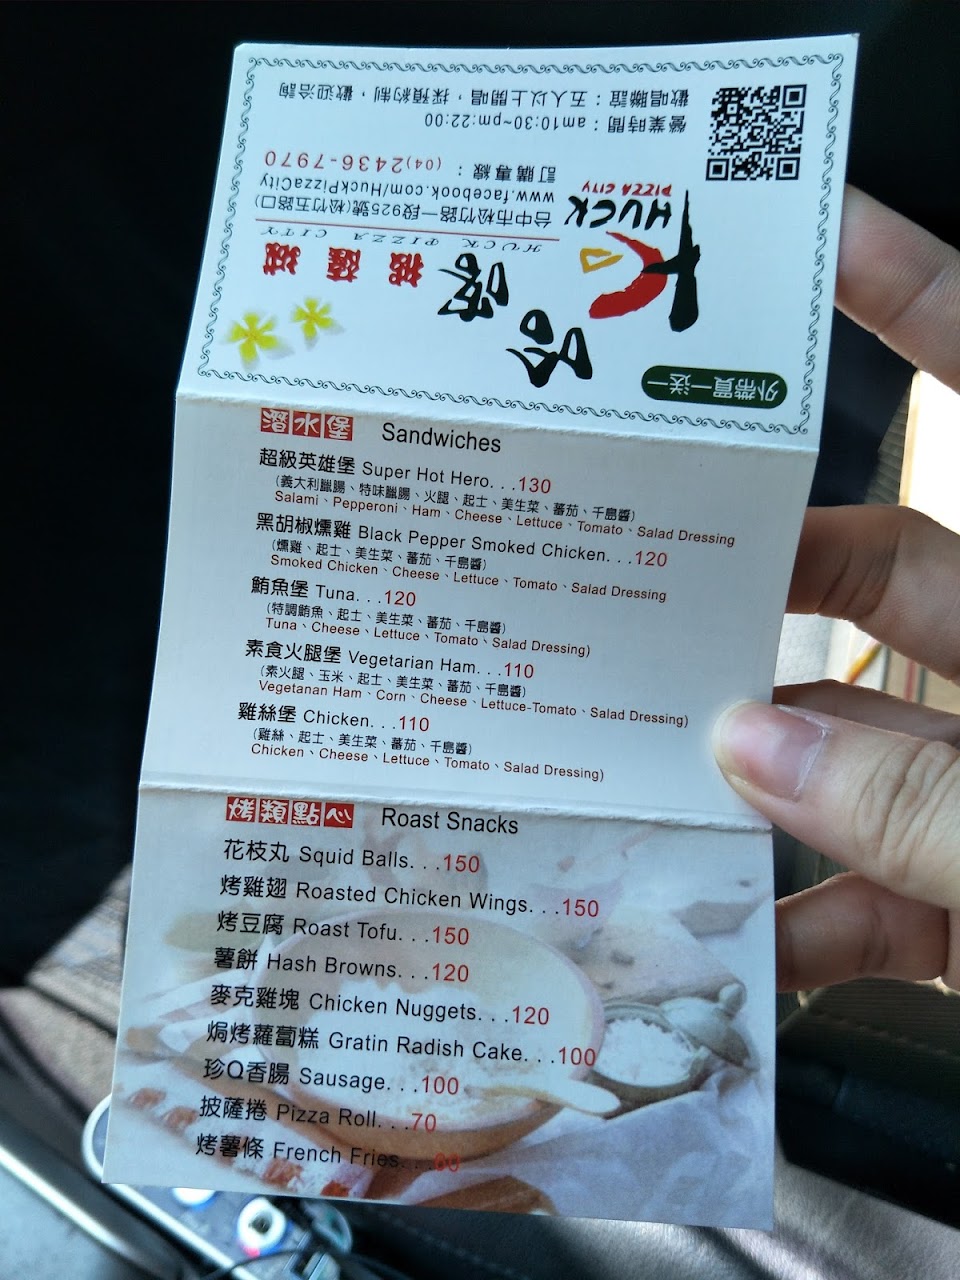 歡唱聯誼：五人以上開唱，採預約制，歡迎洽詢
營業時間：am10:30~pm:22:00
訂購專線：(04)2436-7970
www.facebook.com/HuckPizzaCity
台中市松竹路一段925號(松竹五路口)
HUCK PIZZA CITY
HUCK
PIZZA CITY
哈客
披薩城
外帶買一送一
潛水堡 Sandwiches
超級英雄堡 Super Hot Hero. . .130
（義大利臘腸、特味臘腸、火腿、起士、美生菜、蕃茄、千島醬）
Salami、Pepperoni、Ham、Cheese、Lettuce、Tomato、Salad Dressing
黑胡椒燻雞 Black Pepper Smoked Chicken. . .120
（燻雞、起士、美生菜、蕃茄、千島醬）
Smoked Chicken、Cheese、Lettuce、Tomato、Salad Dressing
鮪魚堡 Tuna. . .120
（特調鮪魚、起士、美生菜、蕃茄、千島醬）
Tuna、Cheese、Lettuce、Tomato、Salad Dressing)
素食火腿堡 Vegetarian Ham. . .110
（素火腿、玉米、起士、美生菜、蕃茄、千島醬）
Vegetanan Ham、Corn、Cheese、Lettuce-Tomato、Salad Dressing)
雞絲堡 Chicken. . .110
（雞絲、起士、美生菜、蕃茄、千島醬）
Chicken、Cheese、Lettuce、Tomato、Salad Dressing)
烤類點心 Roast Snacks
花枝丸 Squid Balls. . .150
烤雞翅 Roasted Chicken Wings. . .150
烤豆腐 Roast Tofu. . .150
薯餅 Hash Browns. . .120
麥克雞塊 Chicken Nuggets. . .120
焗烤蘿蔔糕 Gratin Radish Cake. . .100
珍Q香腸 Sausage. . .100
披薩捲 Pizza Roll. . .70
烤薯條 French Fries. . .60